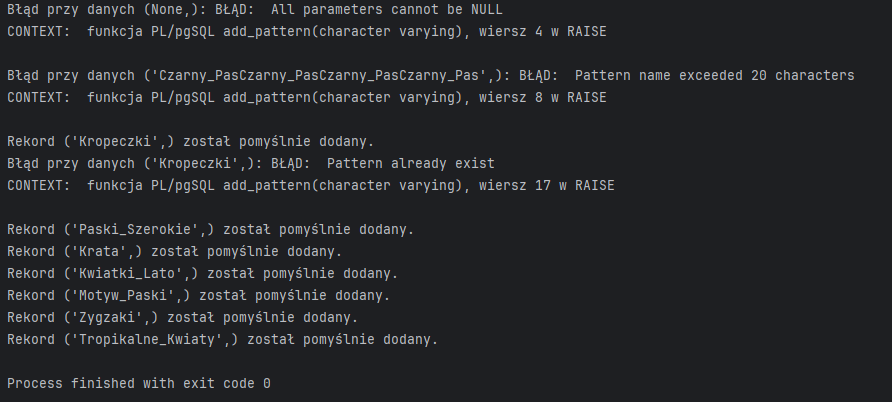 Błąd przy danych (None,): BŁĄD:  All parameters cannot be NULL
CONTEXT:  funkcja PL/pgSQL add_pattern(character varying), wiersz 4 w RAISE
Błąd przy danych ('Czarny_PasCzarny_PasCzarny_PasCzarny_Pas',): BŁĄD:  Pattern name exceeded 20 characters
CONTEXT:  funkcja PL/pgSQL add_pattern(character varying), wiersz 8 w RAISE
Rekord ('Kropeczki',) został pomyślnie dodany.
Błąd przy danych ('Kropeczki',): BŁĄD:  Pattern already exist
CONTEXT:  funkcja PL/pgSQL add_pattern(character varying), wiersz 17 w RAISE
Rekord ('Paski_Szerokie',) został pomyślnie dodany.
Rekord ('Krata',) został pomyślnie dodany.
Rekord ('Kwiatki_Lato',) został pomyślnie dodany.
Rekord ('Motyw_Paski',) został pomyślnie dodany.
Rekord ('Zygzaki',) został pomyślnie dodany.
Rekord ('Tropikalne_Kwiaty',) został pomyślnie dodany.
Process finished with exit code 0